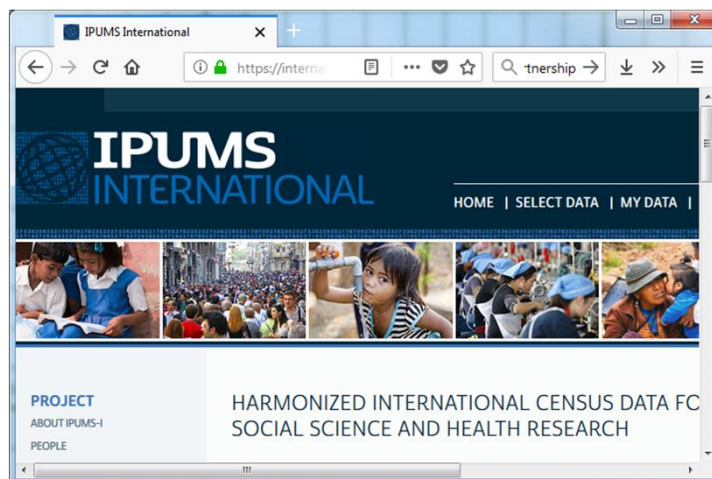 IPUMS International
https://interna
tnership
IPUMS
INTERNATIONAL
HOME | SELECT DATA | MY DATA |
PROJECT
ABOUT IPUMS-I
PEOPLE
HARMONIZED INTERNATIONAL CENSUS DATA FO
SOCIAL SCIENCE AND HEALTH RESEARCH